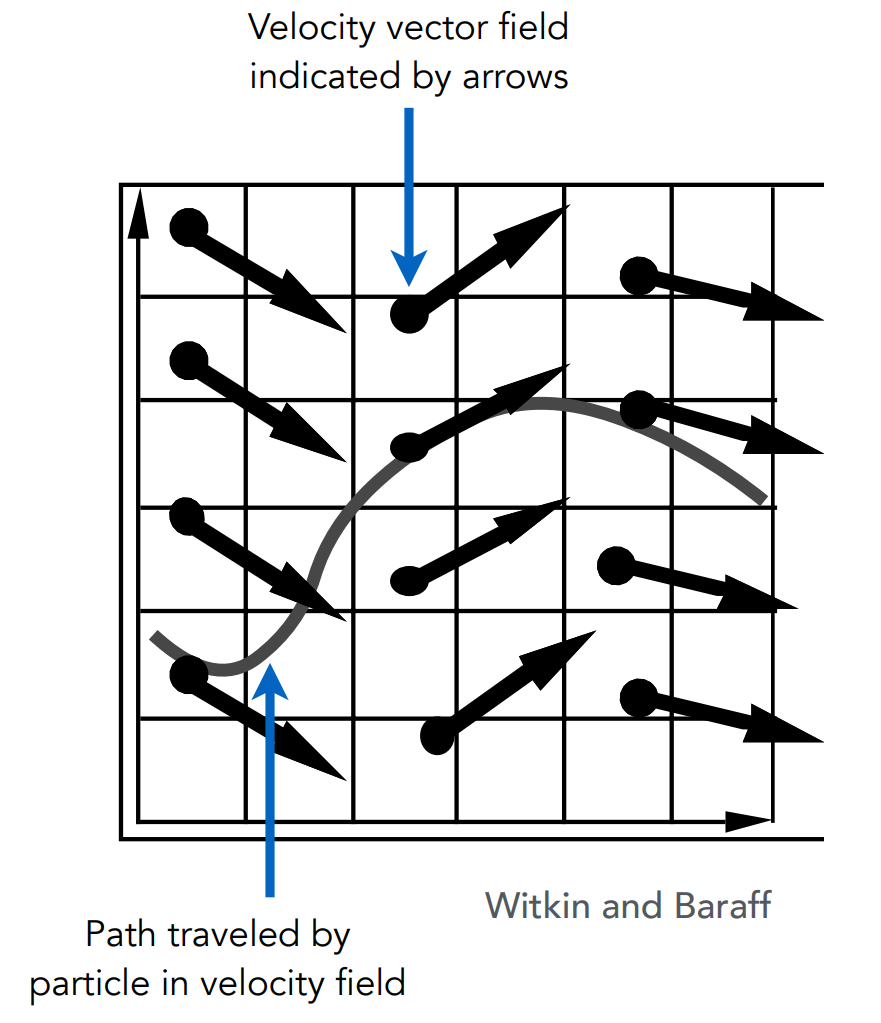 Velocity vector field
indicated by arrows
Witkin and Baraff
Path traveled by
particle in velocity field